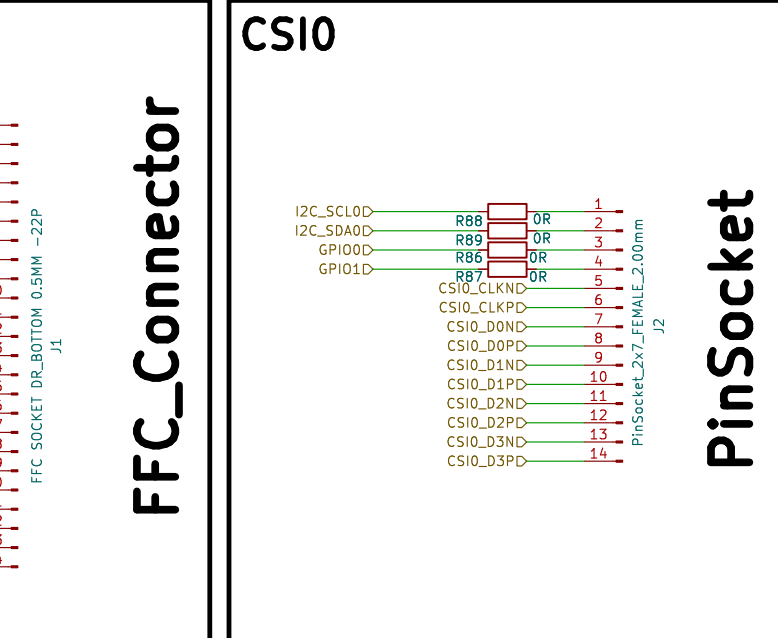 CSI0
FFC_Connector
FFC SOCKET DR_BOTTOM 0.5MM -22P
J1
I2C_SCL0
R88
0R
1
I2C_SDA0
R89
0R
2
GPIO0
R86
0R
3
GPIO1
R87
0R
4
CSI0_CLKN
5
CSI0_CLKP
6
CSI0_D0N
7
CSI0_D0P
8
CSI0_D1N
9
CSI0_D1P
10
CSI0_D2N
11
CSI0_D2P
12
CSI0_D3N
13
CSI0_D3P
14
PinSocket_2x7_FEMALE_2.00mm
J2
PinSocket